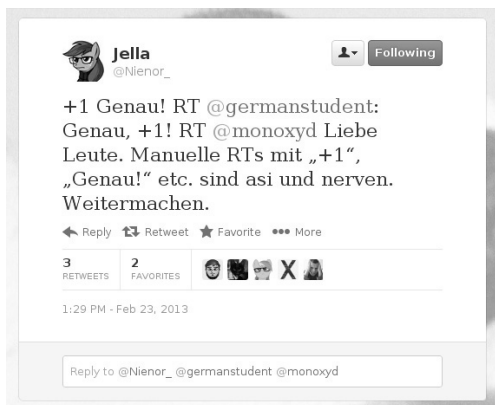 Jella
@Nienor_
Following
+1 Genau! RT @germanstudent:
Genau, +1! RT @monoxyd Liebe
Leute. Manuelle RTs mit „+1“,
„Genau!“ etc. sind asi und nerven.
Weitermachen.
Reply Retweet Favorite More
3 2
RETWEETS FAVORITES
1:29 PM - Feb 23, 2013
Reply to @Nienor_ @germanstudent @monoxyd